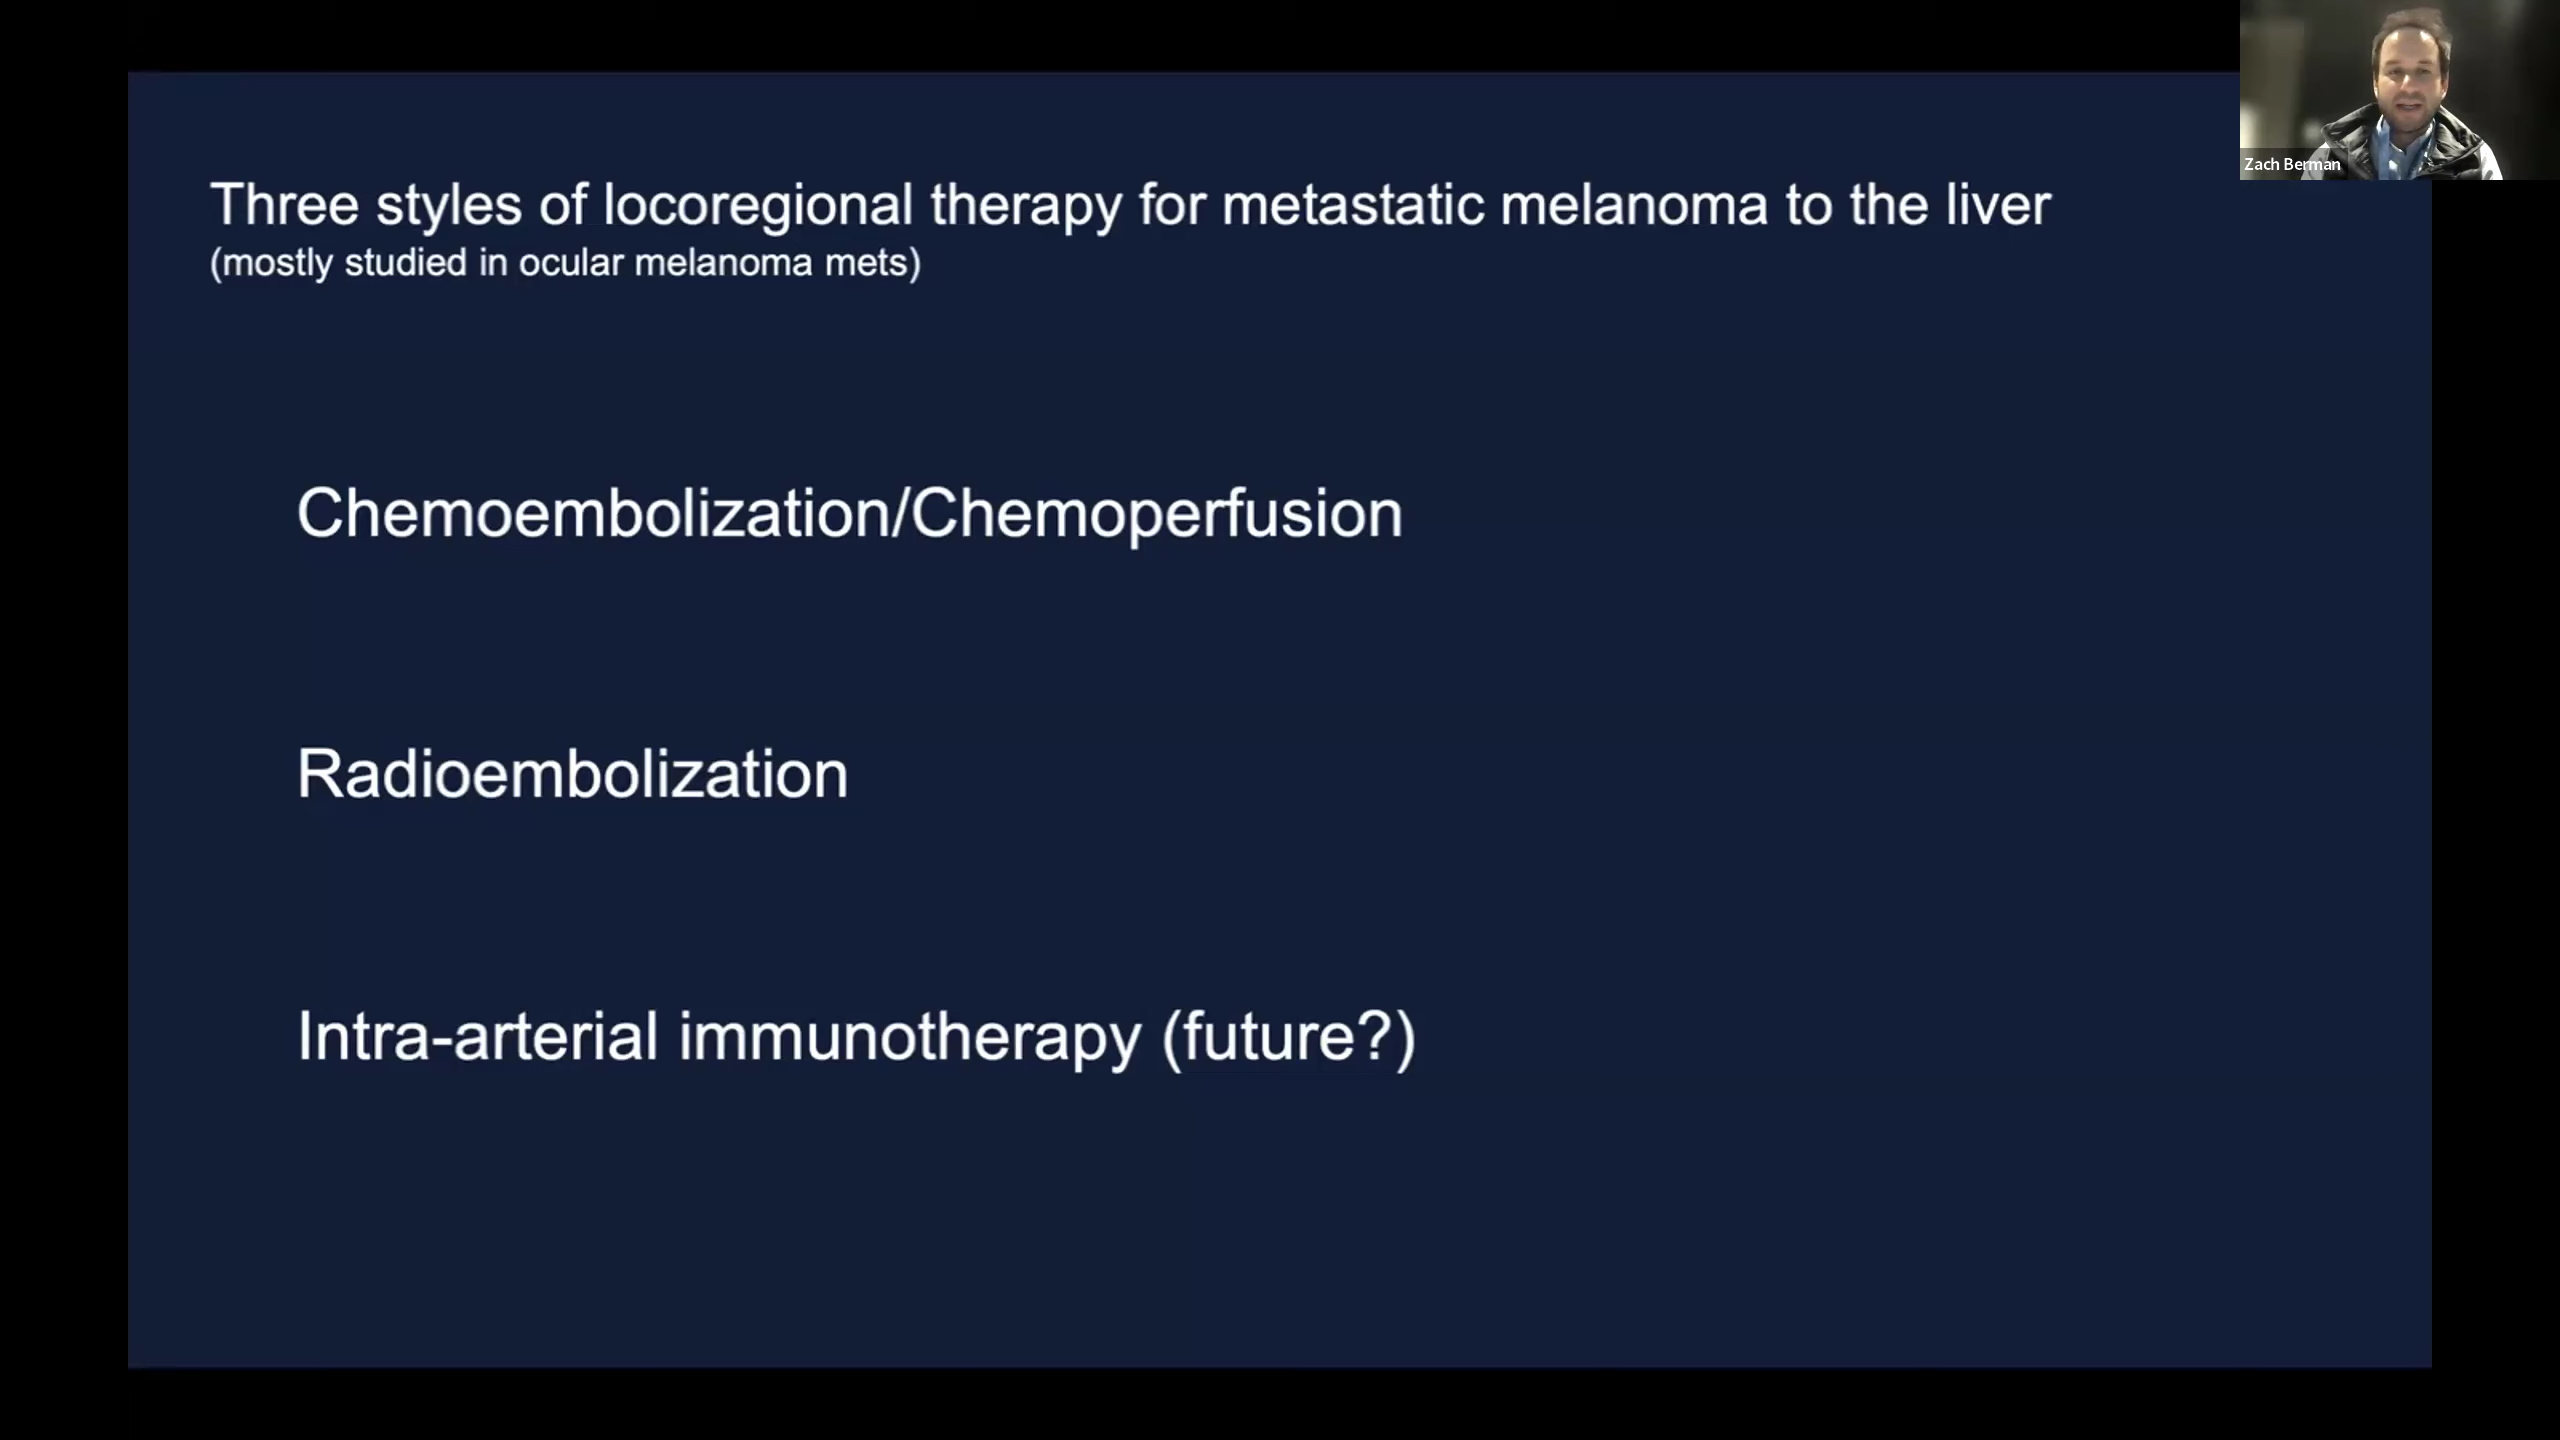 Zach Berman
Three styles of locoregional therapy for metastatic melanoma to the liver
(mostly studied in ocular melanoma mets)
Chemoembolization/Chemoperfusion
Radioembolization
Intra-arterial immunotherapy (future?)